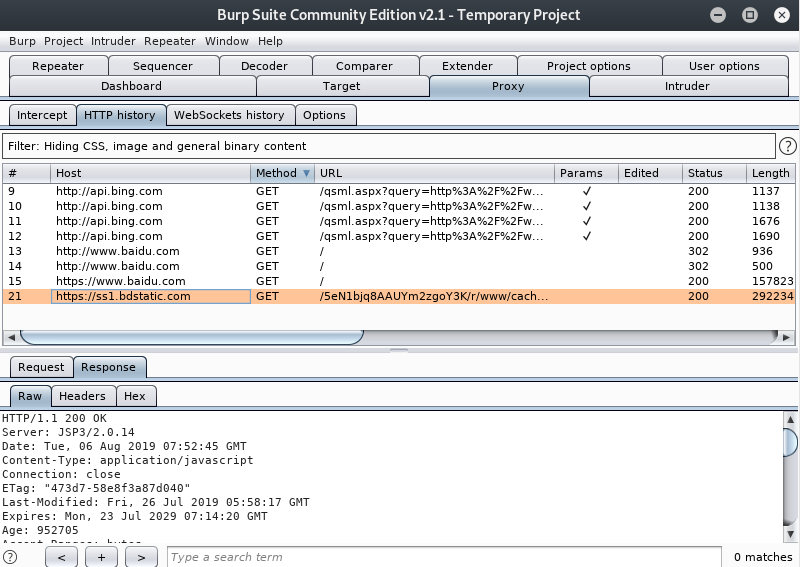 Burp Suite Community Edition v2.1 - Temporary Project
Burp Project Intruder Repeater Window Help
Repeater Sequencer Decoder Comparer Extender Project options User options
Dashboard Target Proxy Intruder
Intercept HTTP history WebSockets history Options
Filter: Hiding CSS, image and general binary content ?
# Host Method URL Params Edited Status Length
9 http://api.bing.com GET /qsml.aspx?query=http%3A%2F%2Fw... ✓ 200 1137
10 http://api.bing.com GET /qsml.aspx?query=http%3A%2F%2Fw... ✓ 200 1138
11 http://api.bing.com GET /qsml.aspx?query=http%3A%2F%2Fw... ✓ 200 1676
12 http://api.bing.com GET /qsml.aspx?query=http%3A%2F%2Fw... ✓ 200 1690
13 http://www.baidu.com GET / 302 936
14 http://www.baidu.com GET / 302 500
15 https://www.baidu.com GET / 200 157823
21 https://ss1.bdstatic.com GET /5eN1bjq8AAUYm2zgoY3K/r/www/cach... 200 292234
Request Response
Raw Headers Hex
HTTP/1.1 200 OK
Server: JSP3/2.0.14
Date: Tue, 06 Aug 2019 07:52:45 GMT
Content-Type: application/javascript
Connection: close
ETag: "473d7-58e8f3a87d040"
Last-Modified: Fri, 26 Jul 2019 05:58:17 GMT
Expires: Mon, 23 Jul 2029 07:14:20 GMT
Age: 952705
Accept-Ranges: bytes
? < + > Type a search term 0 matches